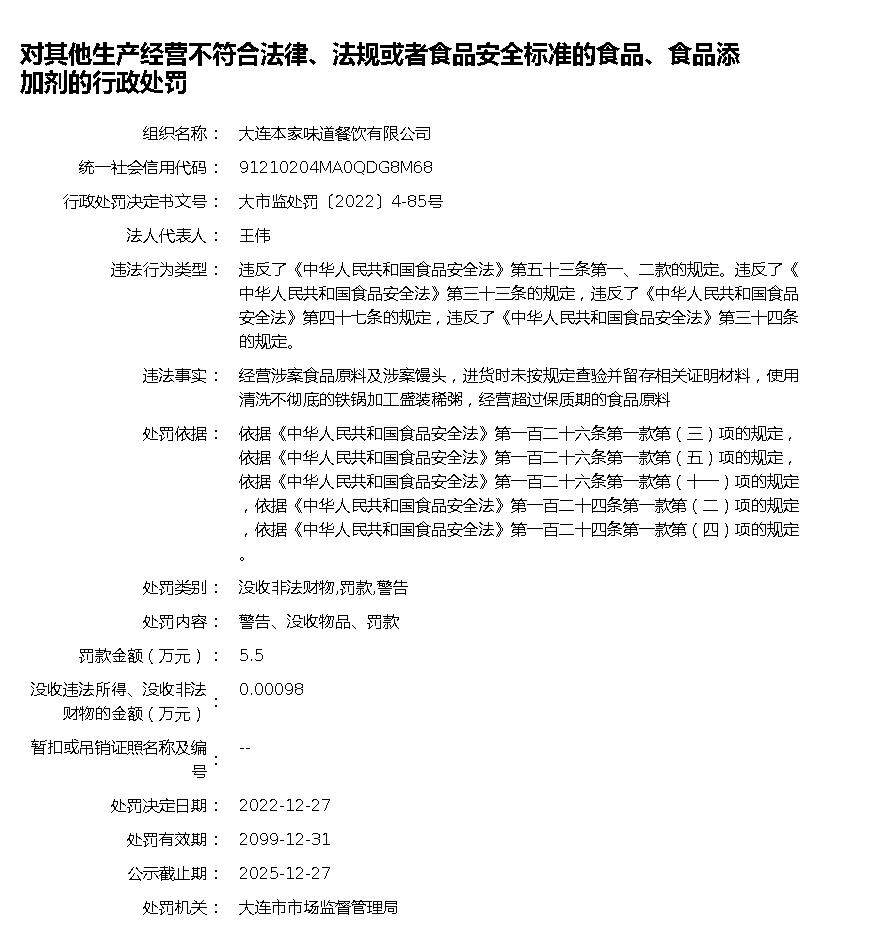 对其他生产经营不符合法律、法规或者食品安全标准的食品、食品添
加剂的行政处罚
组织名称： 大连本家味道餐饮有限公司
统一社会信用代码： 91210204MA0QDG8M68
行政处罚决定书文号： 大市监处罚〔2022〕4-85号
法人代表人： 王伟
违法行为类型： 违反了《中华人民共和国食品安全法》第五十三条第一、二款的规定。违反了《
中华人民共和国食品安全法》第三十三条的规定，违反了《中华人民共和国食品
安全法》第四十七条的规定，违反了《中华人民共和国食品安全法》第三十四条
的规定。
违法事实： 经营涉案食品原料及涉案馒头，进货时未按规定查验并留存相关证明材料，使用
清洗不彻底的铁锅加工盛装稀粥，经营超过保质期的食品原料
处罚依据： 依据《中华人民共和国食品安全法》第一百二十六条第一款第（三）项的规定，
依据《中华人民共和国食品安全法》第一百二十六条第一款第（五）项的规定，
依据《中华人民共和国食品安全法》第一百二十六条第一款第（十一）项的规定
，依据《中华人民共和国食品安全法》第一百二十四条第一款第（二）项的规定
，依据《中华人民共和国食品安全法》第一百二十四条第一款第（四）项的规定
。
处罚类别： 没收非法财物,罚款,警告
处罚内容： 警告、没收物品、罚款
罚款金额（万元）： 5.5
没收违法所得、没收非法
财物的金额（万元）： 0.00098
暂扣或吊销证照名称及编
号： --
处罚决定日期： 2022-12-27
处罚有效期： 2099-12-31
公示截止期： 2025-12-27
处罚机关： 大连市市场监督管理局